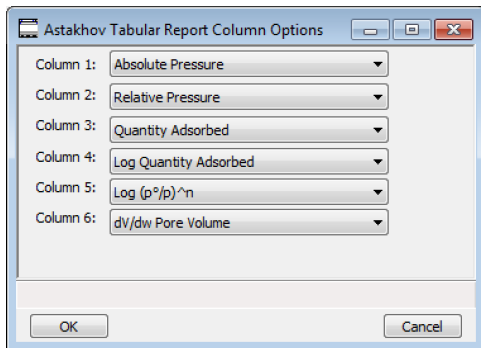 Astakhov Tabular Report Column Options
Column 1: Absolute Pressure
Column 2: Relative Pressure
Column 3: Quantity Adsorbed
Column 4: Log Quantity Adsorbed
Column 5: Log (p°/p)^n
Column 6: dV/dw Pore Volume
OK Cancel